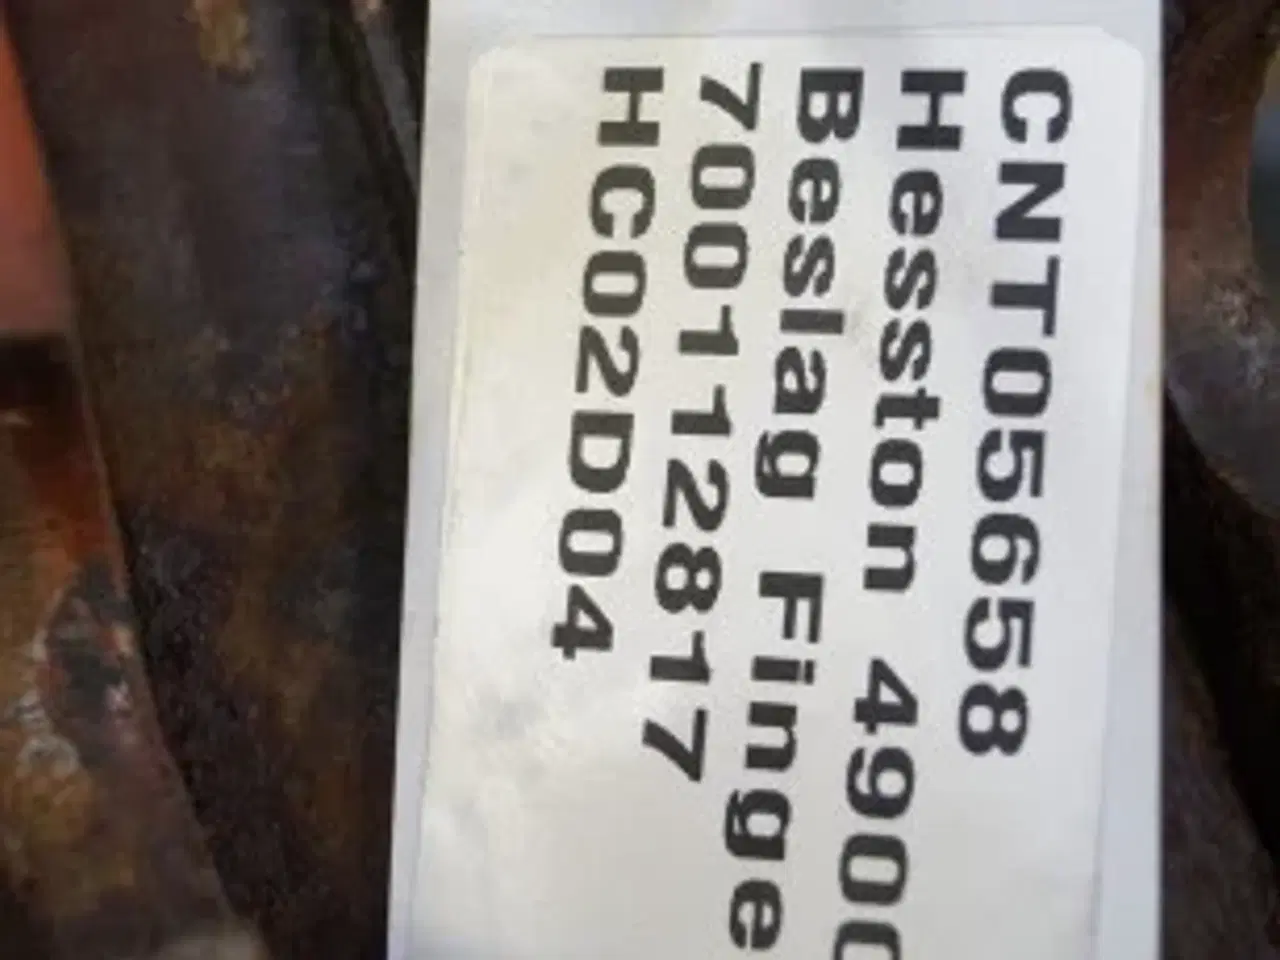 CNT056658
Hesston 4900
Beslag Finge
700112817
HC02D04